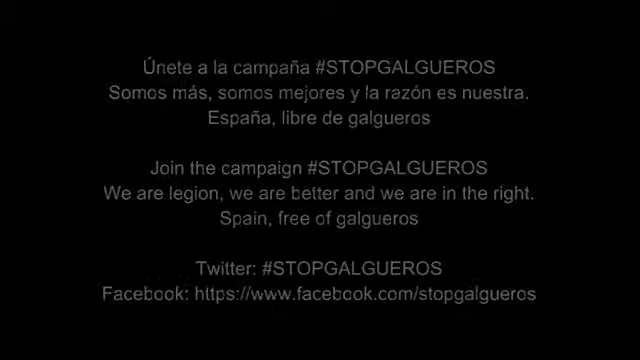 Únete a la campaña #STOPGALGUEROS
Somos más, somos mejores y la razón es nuestra.
España, libre de galgueros
Join the campaign #STOPGALGUEROS
We are legion, we are better and we are in the right.
Spain, free of galgueros
Twitter: #STOPGALGUEROS
Facebook: https://www.facebook.com/stopgalgueros